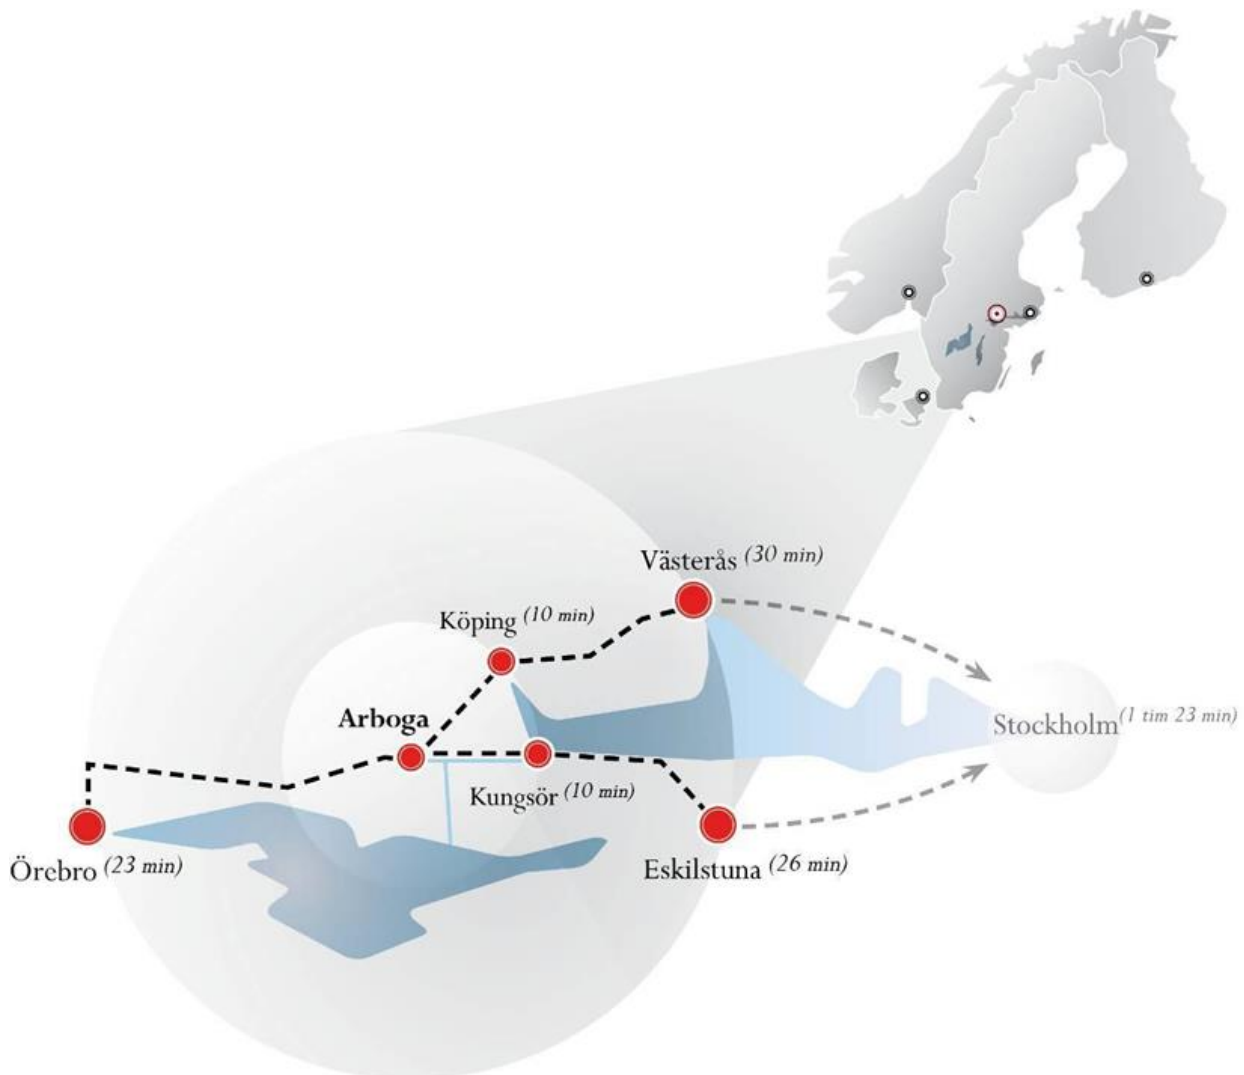 Västerås (30 min)
Köping (10 min)
Arboga
Stockholm (1 tim 23 min)
Kungsör (10 min)
Örebro (23 min)
Eskilstuna (26 min)